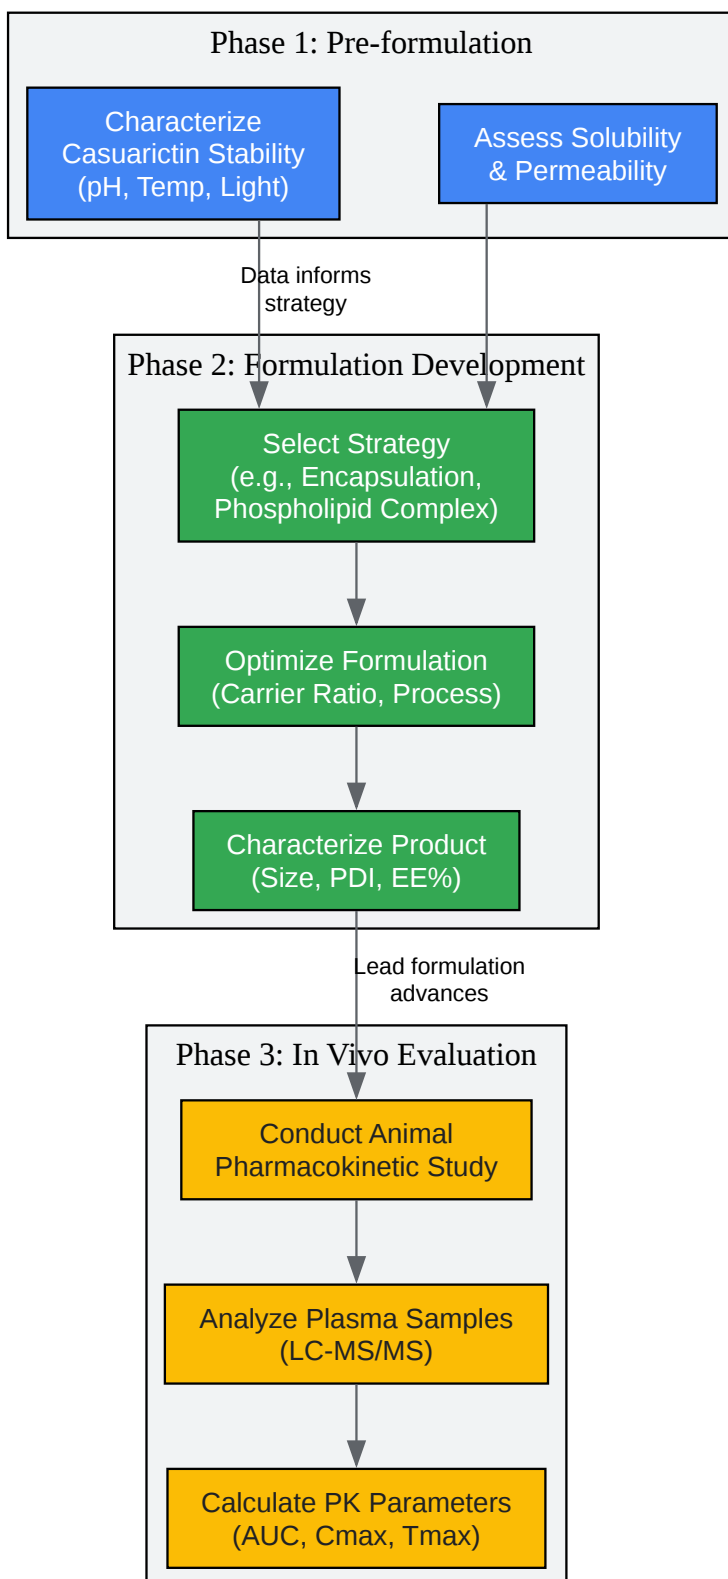 Phase 1: Pre-formulation
Characterize
Casuarictin Stability
(pH, Temp, Light)
Assess Solubility
& Permeability
Data informs
strategy
Phase 2: Formulation Development
Select Strategy
(e.g., Encapsulation,
Phospholipid Complex)
Optimize Formulation
(Carrier Ratio, Process)
Characterize Product
(Size, PDI, EE%)
Lead formulation
advances
Phase 3: In Vivo Evaluation
Conduct Animal
Pharmacokinetic Study
Analyze Plasma Samples
(LC-MS/MS)
Calculate PK Parameters
(AUC, Cmax, Tmax)